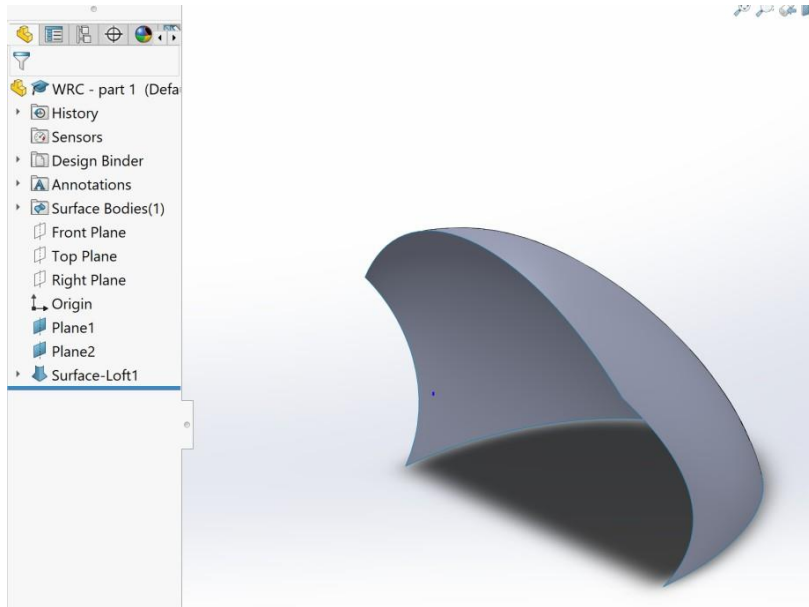 WRC - part 1 (Defa
History
Sensors
Design Binder
Annotations
Surface Bodies(1)
Front Plane
Top Plane
Right Plane
Origin
Plane1
Plane2
Surface-Loft1